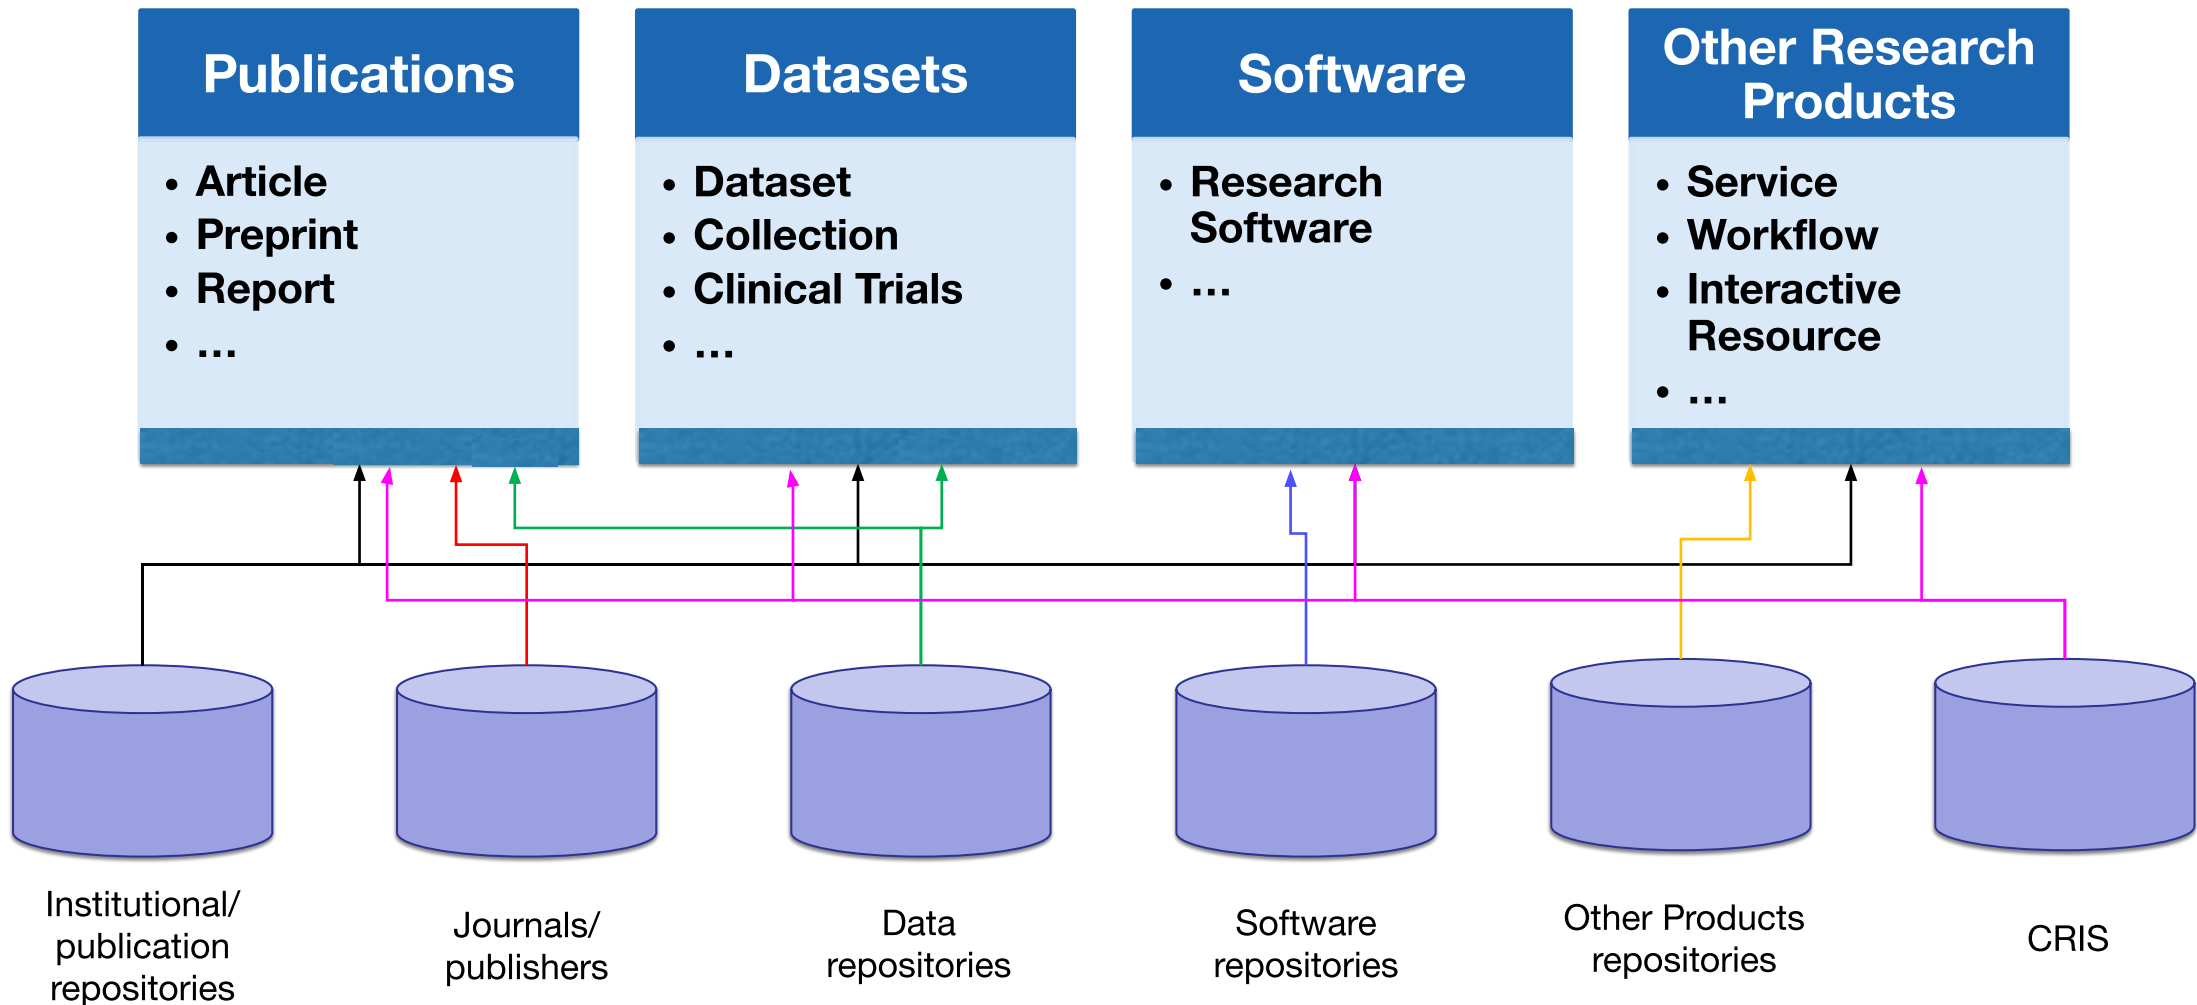 Publications
Datasets
Software
Other Research
Products
• Article
• Preprint
• Report
• ...
• Dataset
• Collection
• Clinical Trials
• ...
• Research
Software
• ...
• Service
• Workflow
• Interactive
Resource
• ...
Institutional/
publication
repositories
Journals/
publishers
Data
repositories
Software
repositories
Other Products
repositories
CRIS